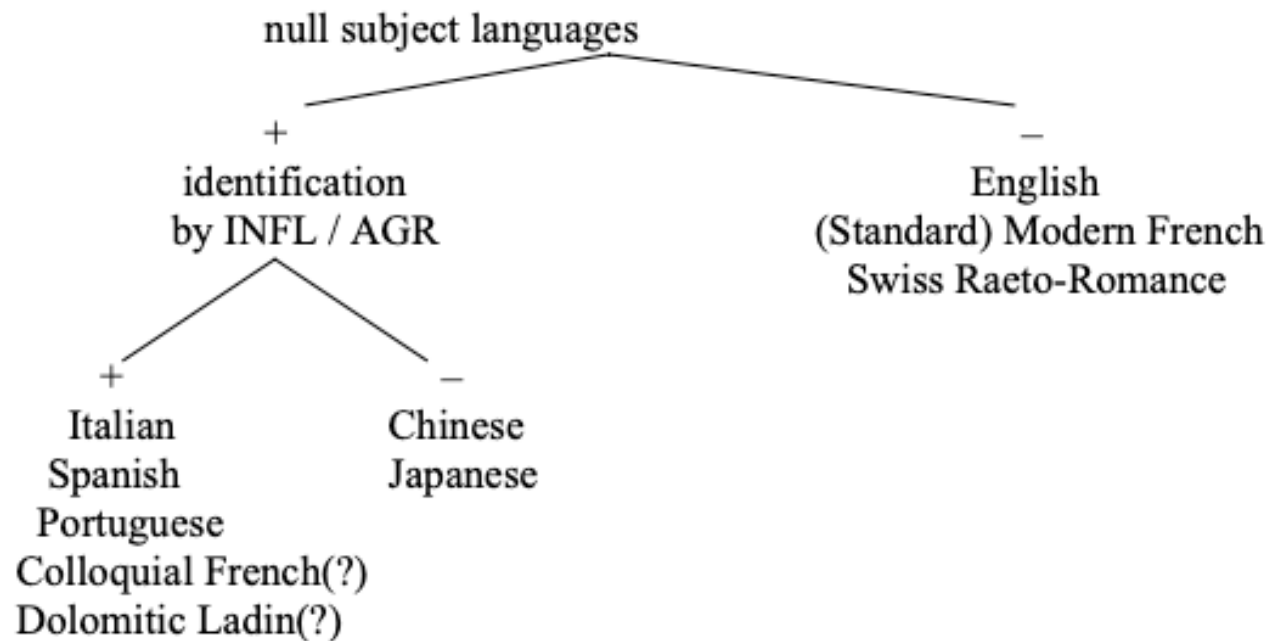 null subject languages
+ –
identification English
by INFL / AGR (Standard) Modern French
Swiss Raeto-Romance
+ –
Italian Chinese
Spanish Japanese
Portuguese
Colloquial French(?)
Dolomitic Ladin(?)